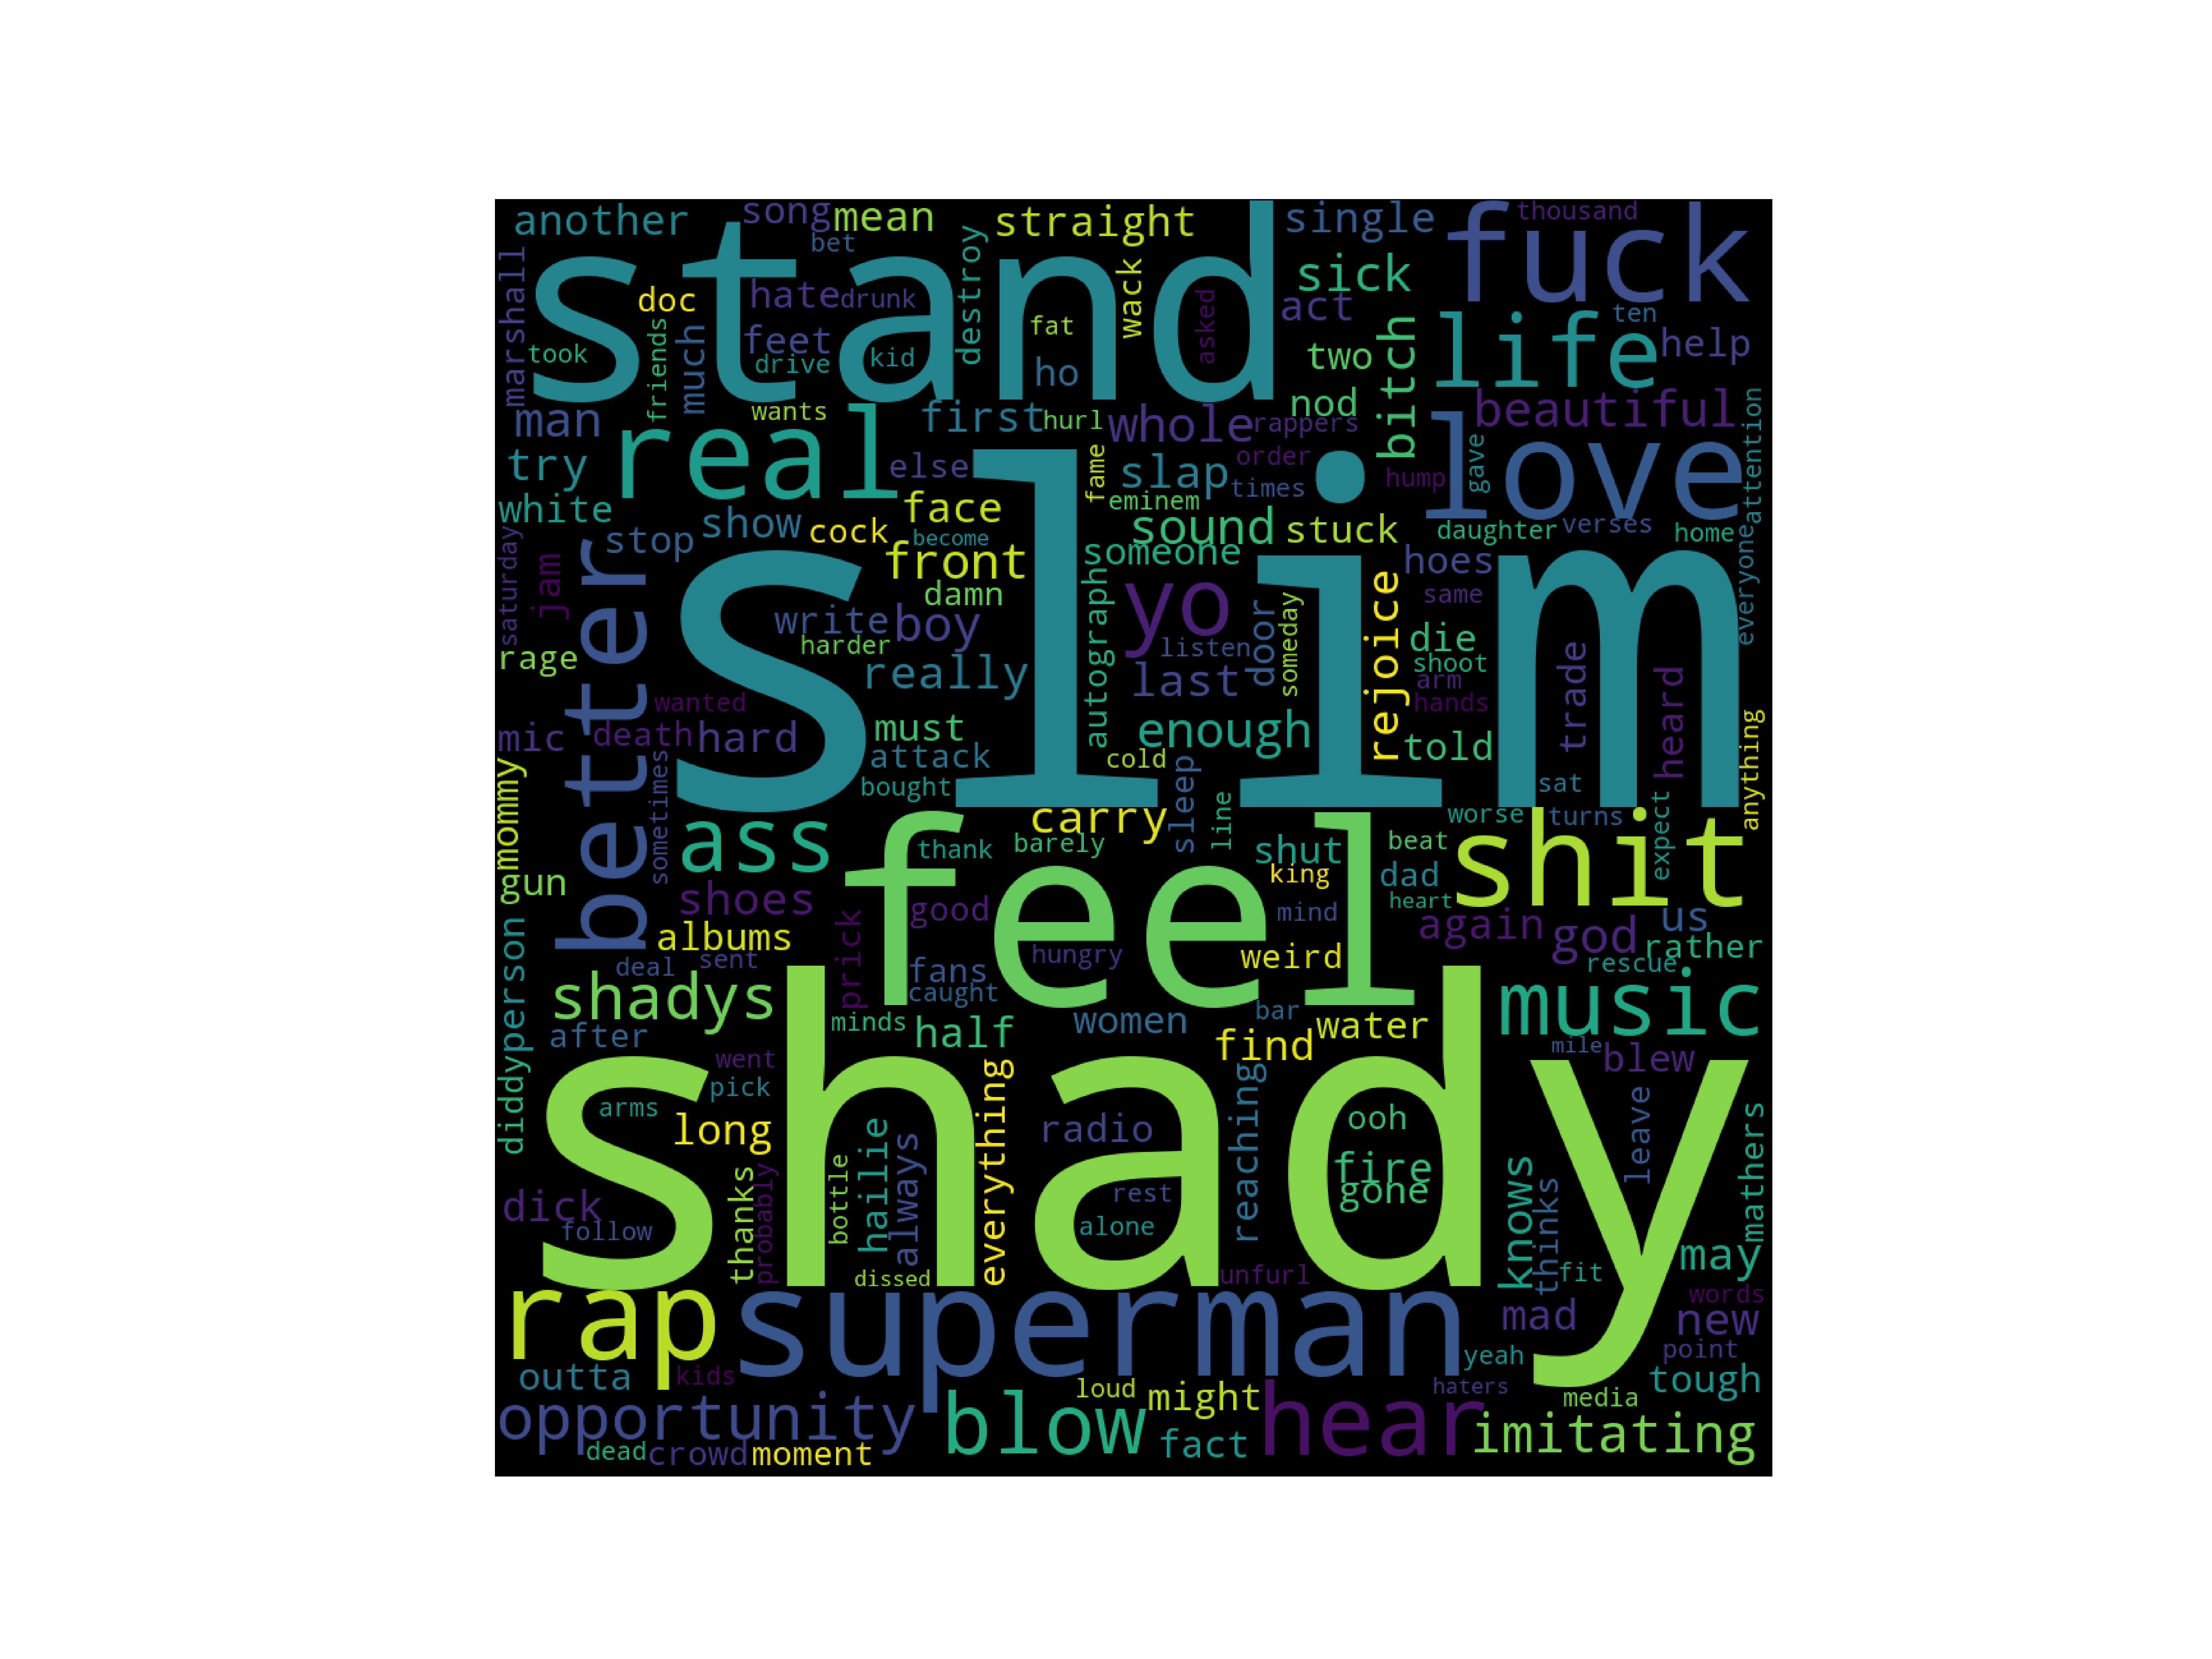 another
song
mean
straight
single
thousand
fuck
bet
stand
marshall
doc
hate
drunk
destroy
wack
sick
act
ten
life
help
took
friends
much
feet
drive
kid
fat
ho
asked
two
bitch
man
wants
first
hurl
whole
rappers
nod
beautiful
attention
try
real
else
fame
slap
order
times
hump
gave
love
white
stop
show
cock
face
become
eminem
sound
stuck
daughter
verses
home
everyone
saturday
jam
front
someone
hoes
better
slim
damn
autograph
yo
same
rejoice
write
boy
harder
listen
door
someday
die
rage
really
last
shoot
arm
trade
heard
wanted
hands
mic
death
hard
must
enough
told
attack
cold
anything
mommy
sometimes
bought
sleep
line
sat
carry
worse
turns
expect
ass
thank
barely
shut
beat
shit
gun
king
dad
shoes
feel
good
prick
mind
heart
again
god
us
albums
rather
diddyperson
deal
sent
fans
hungry
weird
rescue
shadys
caught
music
after
minds
half
women
bar
find
water
mile
blew
went
pick
shady
arms
long
everything
radio
reaching
ooh
leave
mathers
hailie
always
fire
gone
knows
thinks
dick
follow
thanks
probably
bottle
rest
alone
may
dissed
unfurl
fit
words
rap
superman
mad
new
outta
kids
yeah
point
tough
loud
might
haters
media
opportunity
blow
hear
imitating
dead
crowd
moment
fact